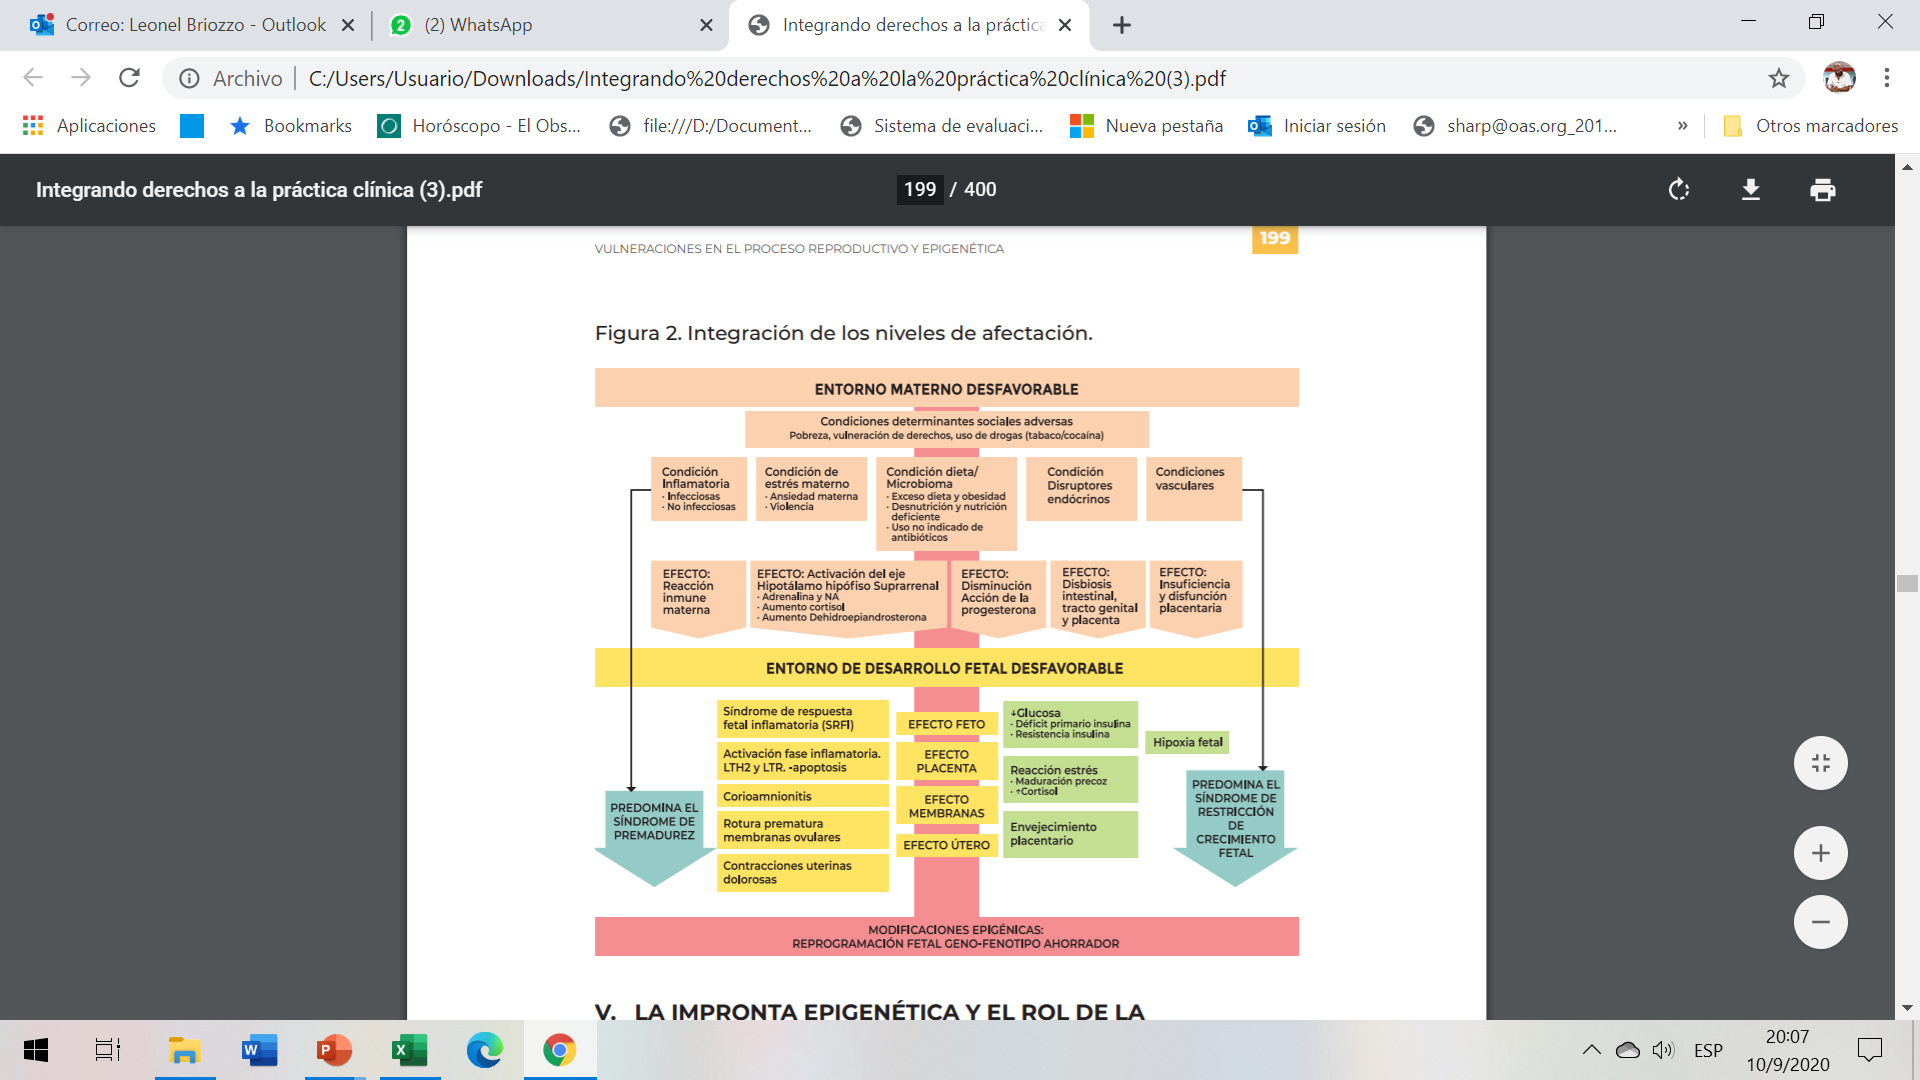 Correo: Leonel Briozzo - Outlook
2
(2) WhatsApp
Integrando derechos a la práctica
Archivo
C:/Users/Usuario/Downloads/Integrando%20derechos%20a%20la%20práctica%20clínica%20(3).pdf
Aplicaciones
Bookmarks
Horóscopo - El Obs...
file:///D:/Document...
Sistema de evaluaci...
Nueva pestaña
Iniciar sesión
sharp@oas.org_201...
»
Otros marcadores
Integrando derechos a la práctica clínica (3).pdf
199 / 400
VULNERACIONES EN EL PROCESO REPRODUCTIVO Y EPIGENÉTICA
199
Figura 2. Integración de los niveles de afectación.
ENTORNO MATERNO DESFAVORABLE
Condiciones determinantes sociales adversas
Pobreza, vulneración de derechos, uso de drogas (tabaco/cocaína)
Condición
Inflamatoria
· Infecciosas
· No infecciosas
Condición de
estrés materno
· Ansiedad materna
· Violencia
Condición dieta/
Microbioma
· Exceso dieta y obesidad
· Desnutrición y nutrición
deficiente
· Uso no indicado de
antibióticos
Condición
Disruptores
endócrinos
Condiciones
vasculares
EFECTO:
Reacción
inmune
materna
EFECTO: Activación del eje
Hipotálamo hipófiso Suprarrenal
· Adrenalina y NA
· Aumento cortisol
· Aumento Dehidroepiandrosterona
EFECTO:
Disminución
Acción de la
progesterona
EFECTO:
Disbiosis
intestinal,
tracto genital
y placenta
EFECTO:
Insuficiencia
y disfunción
placentaria
ENTORNO DE DESARROLLO FETAL DESFAVORABLE
Síndrome de respuesta
fetal inflamatoria (SRFI)
Activación fase inflamatoria.
LTH2 y LTR. -apoptosis
Corioamnionitis
Rotura prematura
membranas ovulares
Contracciones uterinas
dolorosas
EFECTO FETO
EFECTO
PLACENTA
EFECTO
MEMBRANAS
EFECTO ÚTERO
↓Glucosa
· Déficit primario insulina
· Resistencia insulina
Reacción estrés
· Maduración precoz
· ↑Cortisol
Envejecimiento
placentario
Hipoxia fetal
PREDOMINA EL
SÍNDROME DE
PREMADUREZ
PREDOMINA EL
SÍNDROME DE
RESTRICCIÓN
DE
CRECIMIENTO
FETAL
MODIFICACIONES EPIGÉNICAS:
REPROGRAMACIÓN FETAL GENO-FENOTIPO AHORRADOR
V. LA IMPRONTA EPIGENÉTICA Y EL ROL DE LA
ESP
20:07
10/9/2020